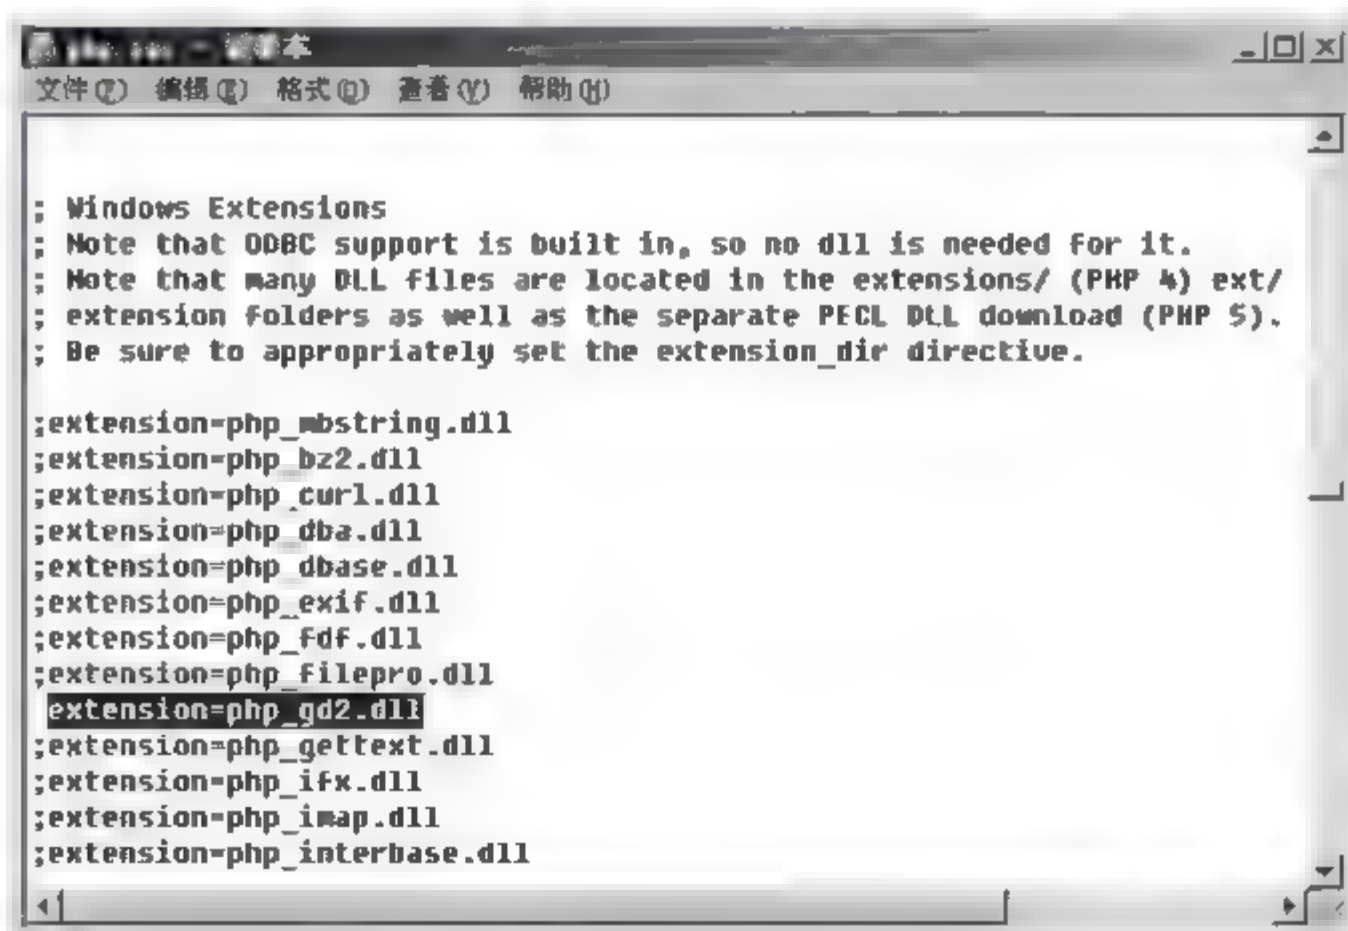 本
文件(F) 编辑(E) 格式(O) 查看(V) 帮助(H)
; Windows Extensions
; Note that ODBC support is built in, so no dll is needed for it.
; Note that many DLL files are located in the extensions/ (PHP 4) ext/
; extension folders as well as the separate PECL DLL download (PHP 5).
; Be sure to appropriately set the extension_dir directive.
;extension=php_mbstring.dll
;extension=php_bz2.dll
;extension=php_curl.dll
;extension=php_dba.dll
;extension=php_dbase.dll
;extension=php_exif.dll
;extension=php_fdf.dll
;extension=php_filepro.dll
extension=php_gd2.dll
;extension=php_gettext.dll
;extension=php_ifx.dll
;extension=php_imap.dll
;extension=php_interbase.dll